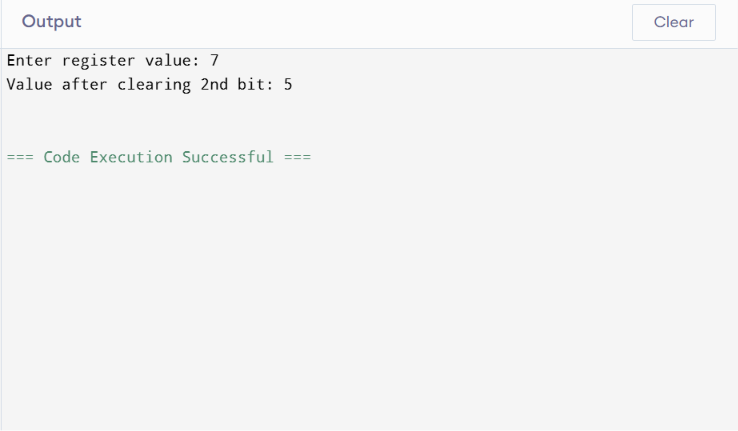 Output
Clear
Enter register value: 7
Value after clearing 2nd bit: 5
=== Code Execution Successful ===